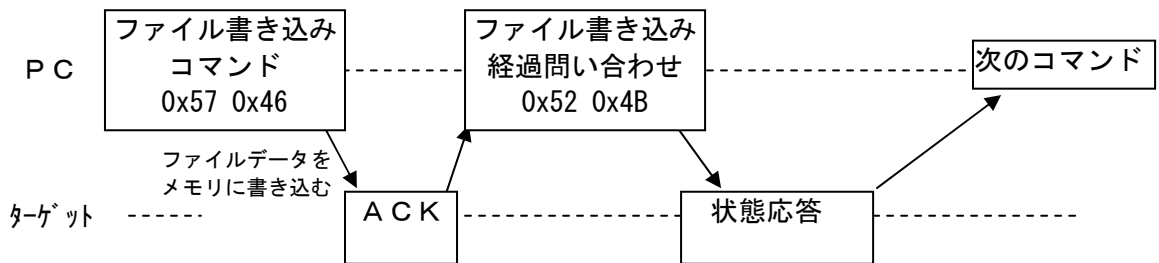 ファイル書き込み
コマンド
0x57 0x46
ファイル書き込み
経過問い合わせ
0x52 0x4B
次のコマンド
ＰＣ
ファイルデータを
メモリに書き込む
ﾀｰｹﾞｯﾄ
ＡＣＫ
状態応答